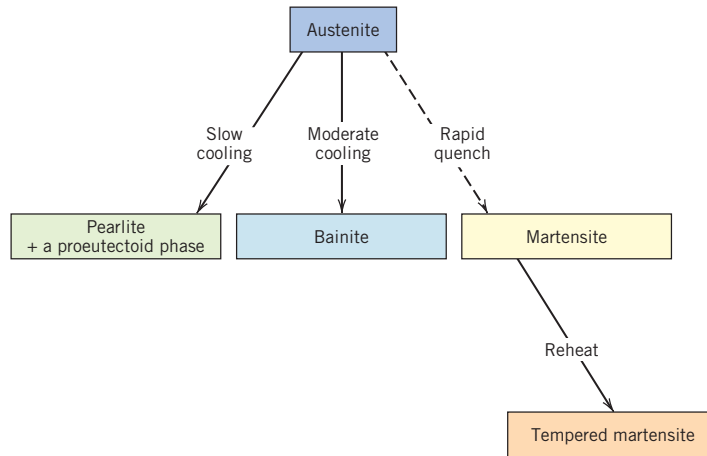 Austenite
Slow
cooling
Moderate
cooling
Rapid
quench
Pearlite
+ a proeutectoid phase
Bainite
Martensite
Reheat
Tempered martensite